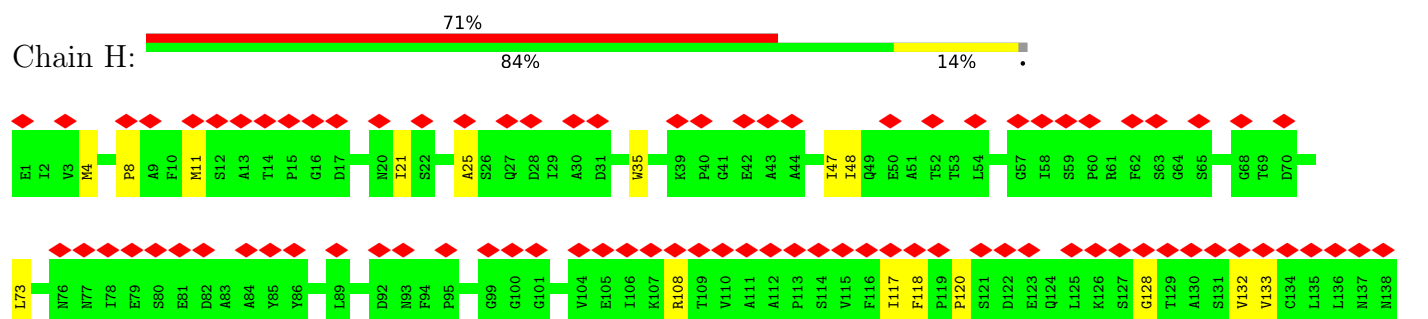 71%
Chain H:
84% 14% •
E1 I2 V3 M4 P8 A9 F10 M11 S12 A13 T14 P15 G16 D17 N20 I21 S22 A25 S26 Q27 D28 I29 A30 D31 W35 K39 P40 G41 E42 A43 A44 I47 I48 Q49 E50 A51 T52 T53 L54 G57 I58 S59 P60 R61 F62 S63 G64 S65 G68 T69 D70
L73 N76 N77 I78 E79 S80 E81 D82 A83 A84 Y85 Y86 L89 D92 N93 F94 P95 G99 G100 G101 V104 E105 I106 K107 R108 T109 V110 A111 A112 P113 S114 V115 F116 I117 F118 P119 P120 S121 D122 E123 Q124 L125 K126 S127 G128 T129 A130 S131 V132 V133 C134 L135 L136 N137 N138